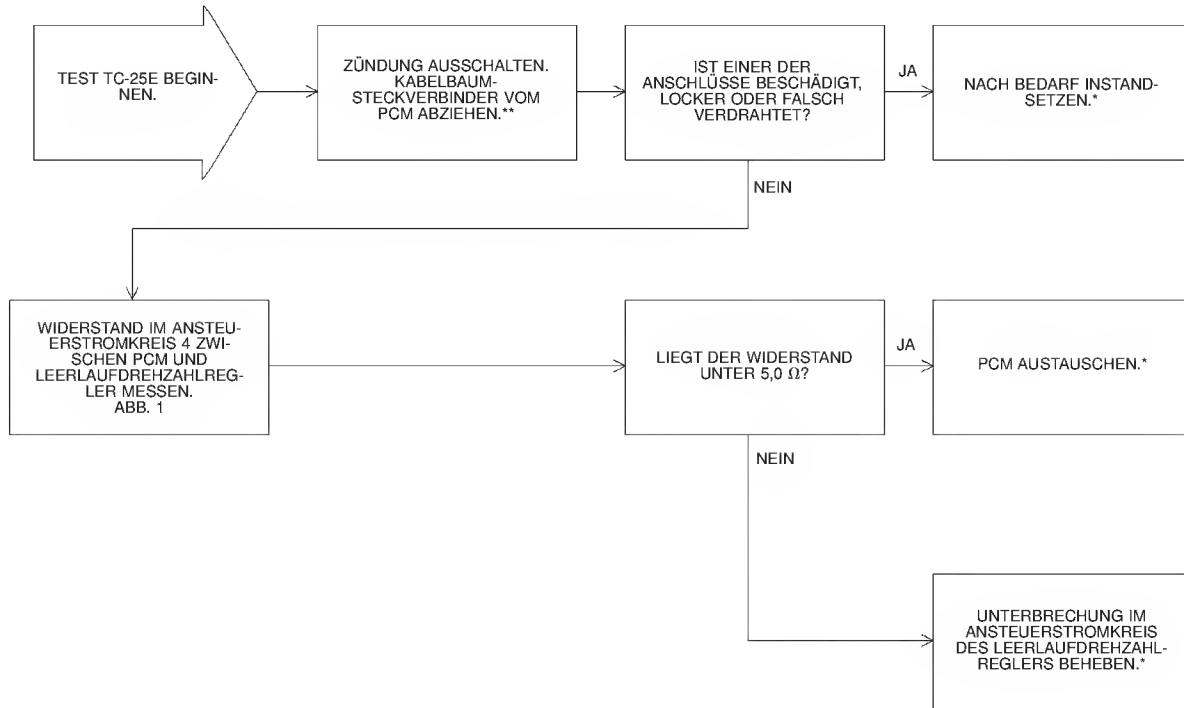 TEST TC-25E BEGIN-
NEN.
ZÜNDUNG AUSSCHALTEN.
KABELBAUM-
STECKVERBINDER VOM
PCM ABZIEHEN.**
IST EINER DER
ANSCHLÜSSE BESCHÄDIGT,
LOCKER ODER FALSCH
VERDRAHTET?
JA
NACH BEDARF INSTAND-
SETZEN.*
NEIN
WIDERSTAND IM ANSTEU-
ERSTROMKREIS 4 ZWI-
SCHEN PCM UND
LEERLAUFDREHZAHLREG-
LER MESSEN.
ABB. 1
LIEGT DER WIDERSTAND
UNTER 5,0 Ω?
JA
PCM AUSTAUSCHEN.*
NEIN
UNTERBRECHUNG IM
ANSTEUERSTROMKREIS
DES LEERLAUFDREHZAHL-
REGLERS BEHEBEN.*